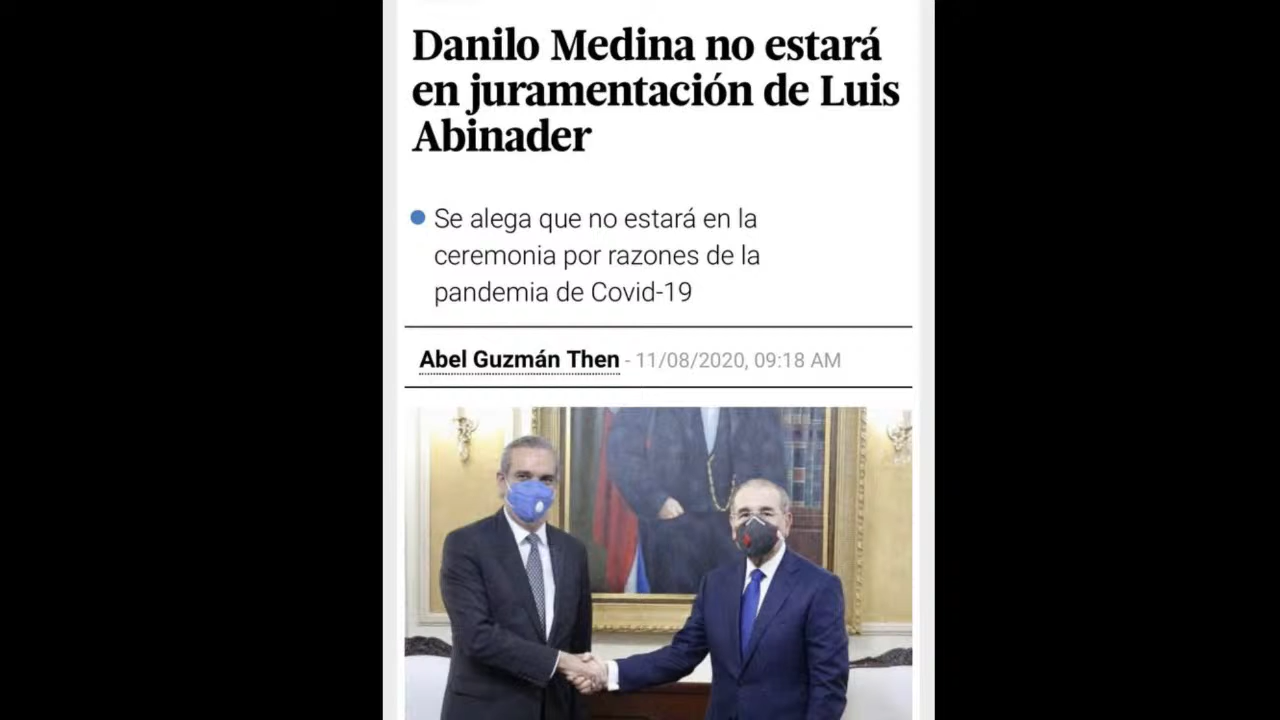 Danilo Medina no estará
en juramentación de Luis
Abinader
Se alega que no estará en la
ceremonia por razones de la
pandemia de Covid-19
Abel Guzmán Then - 11/08/2020, 09:18 AM